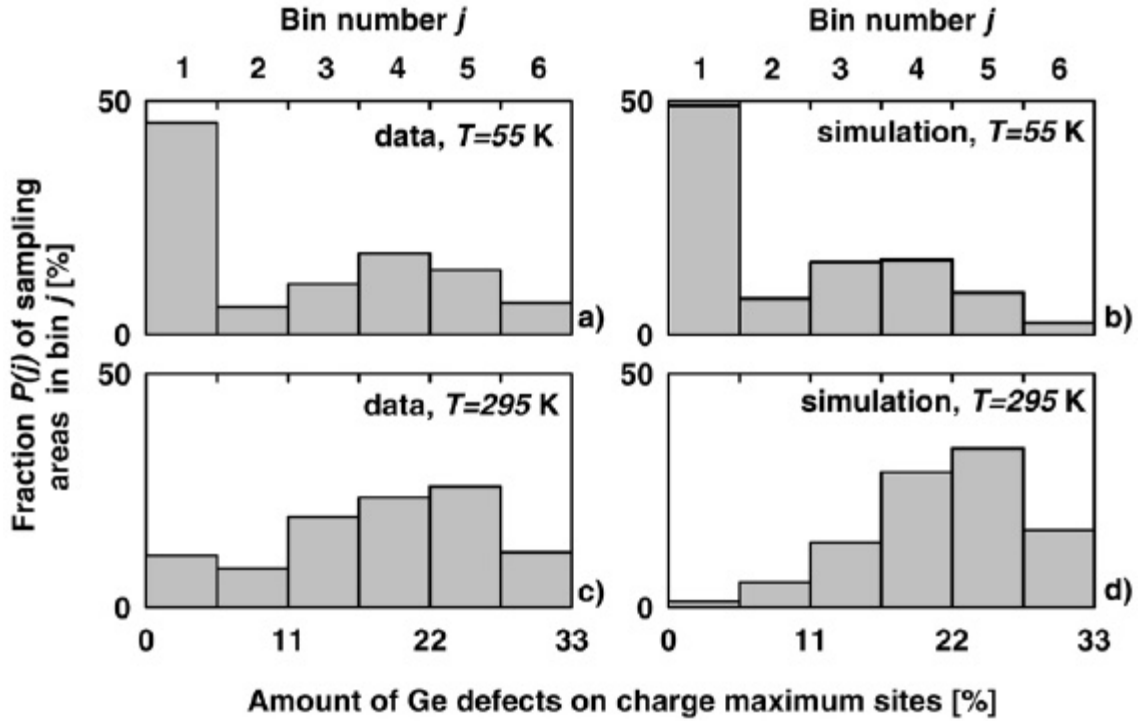 Bin number j
Bin number j
1 2 3 4 5 6
1 2 3 4 5 6
50
data, T=55 K
0
a)
50
simulation, T=55 K
0
b)
Fraction P(j) of sampling
areas in bin j [%]
50
data, T=295 K
0
c)
50
simulation, T=295 K
0
d)
0 11 22 33
0 11 22 33
Amount of Ge defects on charge maximum sites [%]